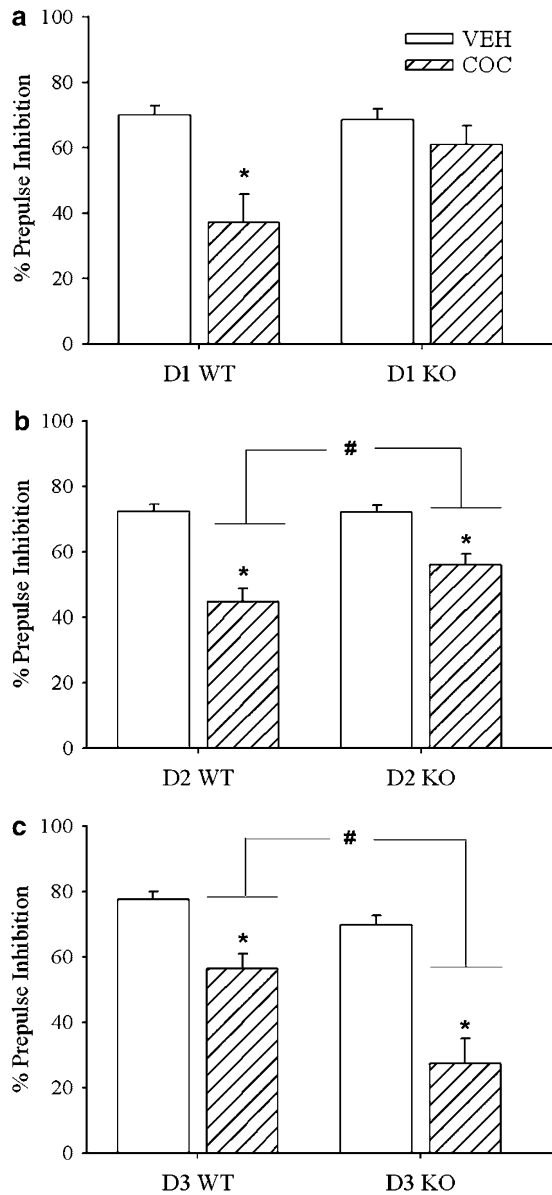 a
% Prepulse Inhibition
100
80
60
40
20
0
VEH
COC
*
D1 WT D1 KO
b
% Prepulse Inhibition
100
80
60
40
20
0
#
* *
D2 WT D2 KO
c
% Prepulse Inhibition
100
80
60
40
20
0
#
*
*
D3 WT D3 KO